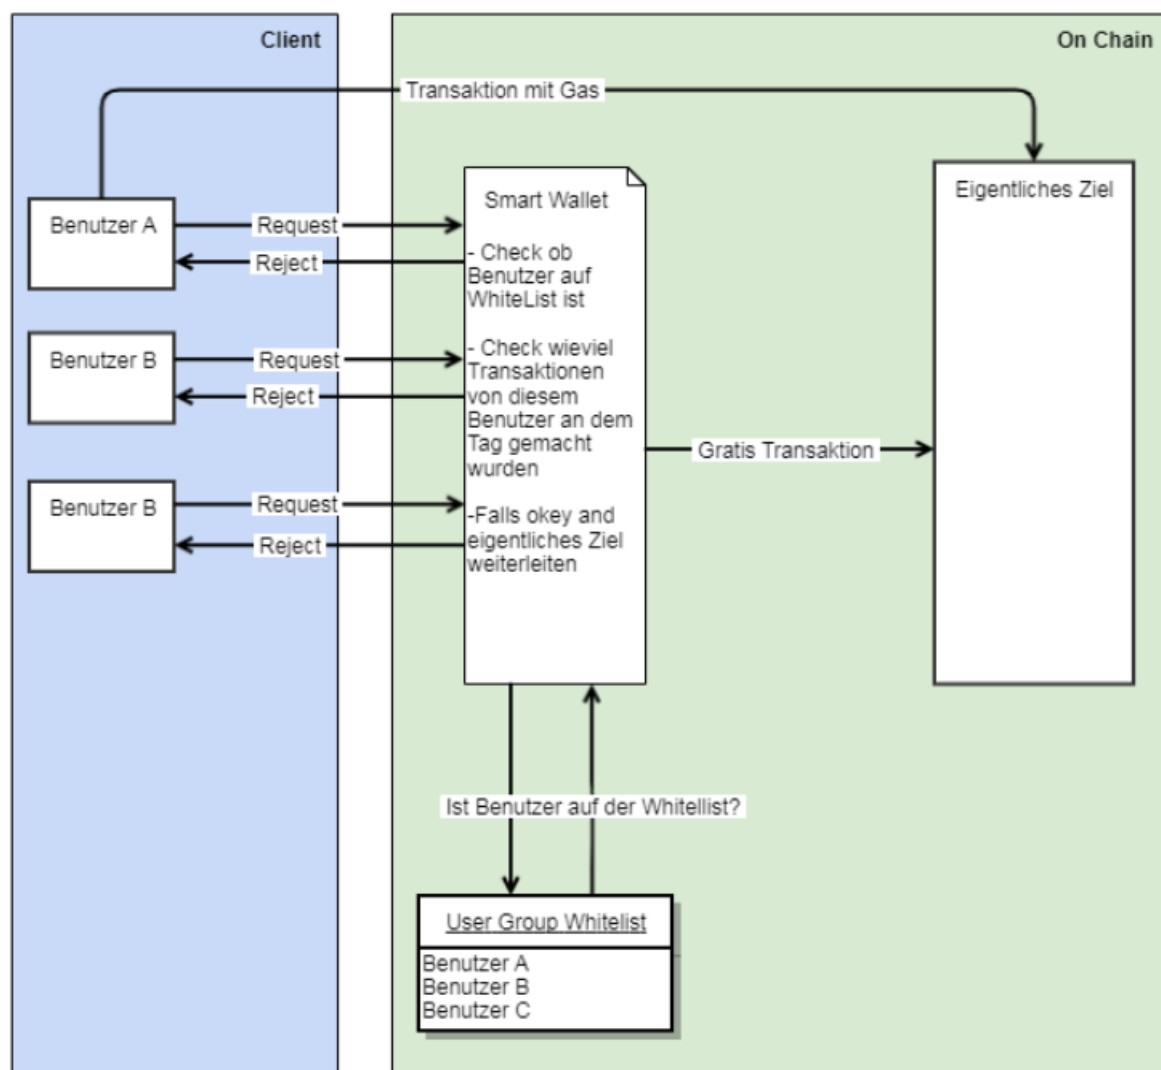 Client
On Chain
Transaktion mit Gas
Benutzer A
Request
Reject
Benutzer B
Request
Reject
Benutzer B
Request
Reject
Smart Wallet
- Check ob
Benutzer auf
WhiteList ist
- Check wieviel
Transaktionen
von diesem
Benutzer an dem
Tag gemacht
wurden
-Falls okey and
eigentliches Ziel
weiterleiten
Gratis Transaktion
Eigentliches Ziel
Ist Benutzer auf der Whitellist?
User Group Whitelist
Benutzer A
Benutzer B
Benutzer C